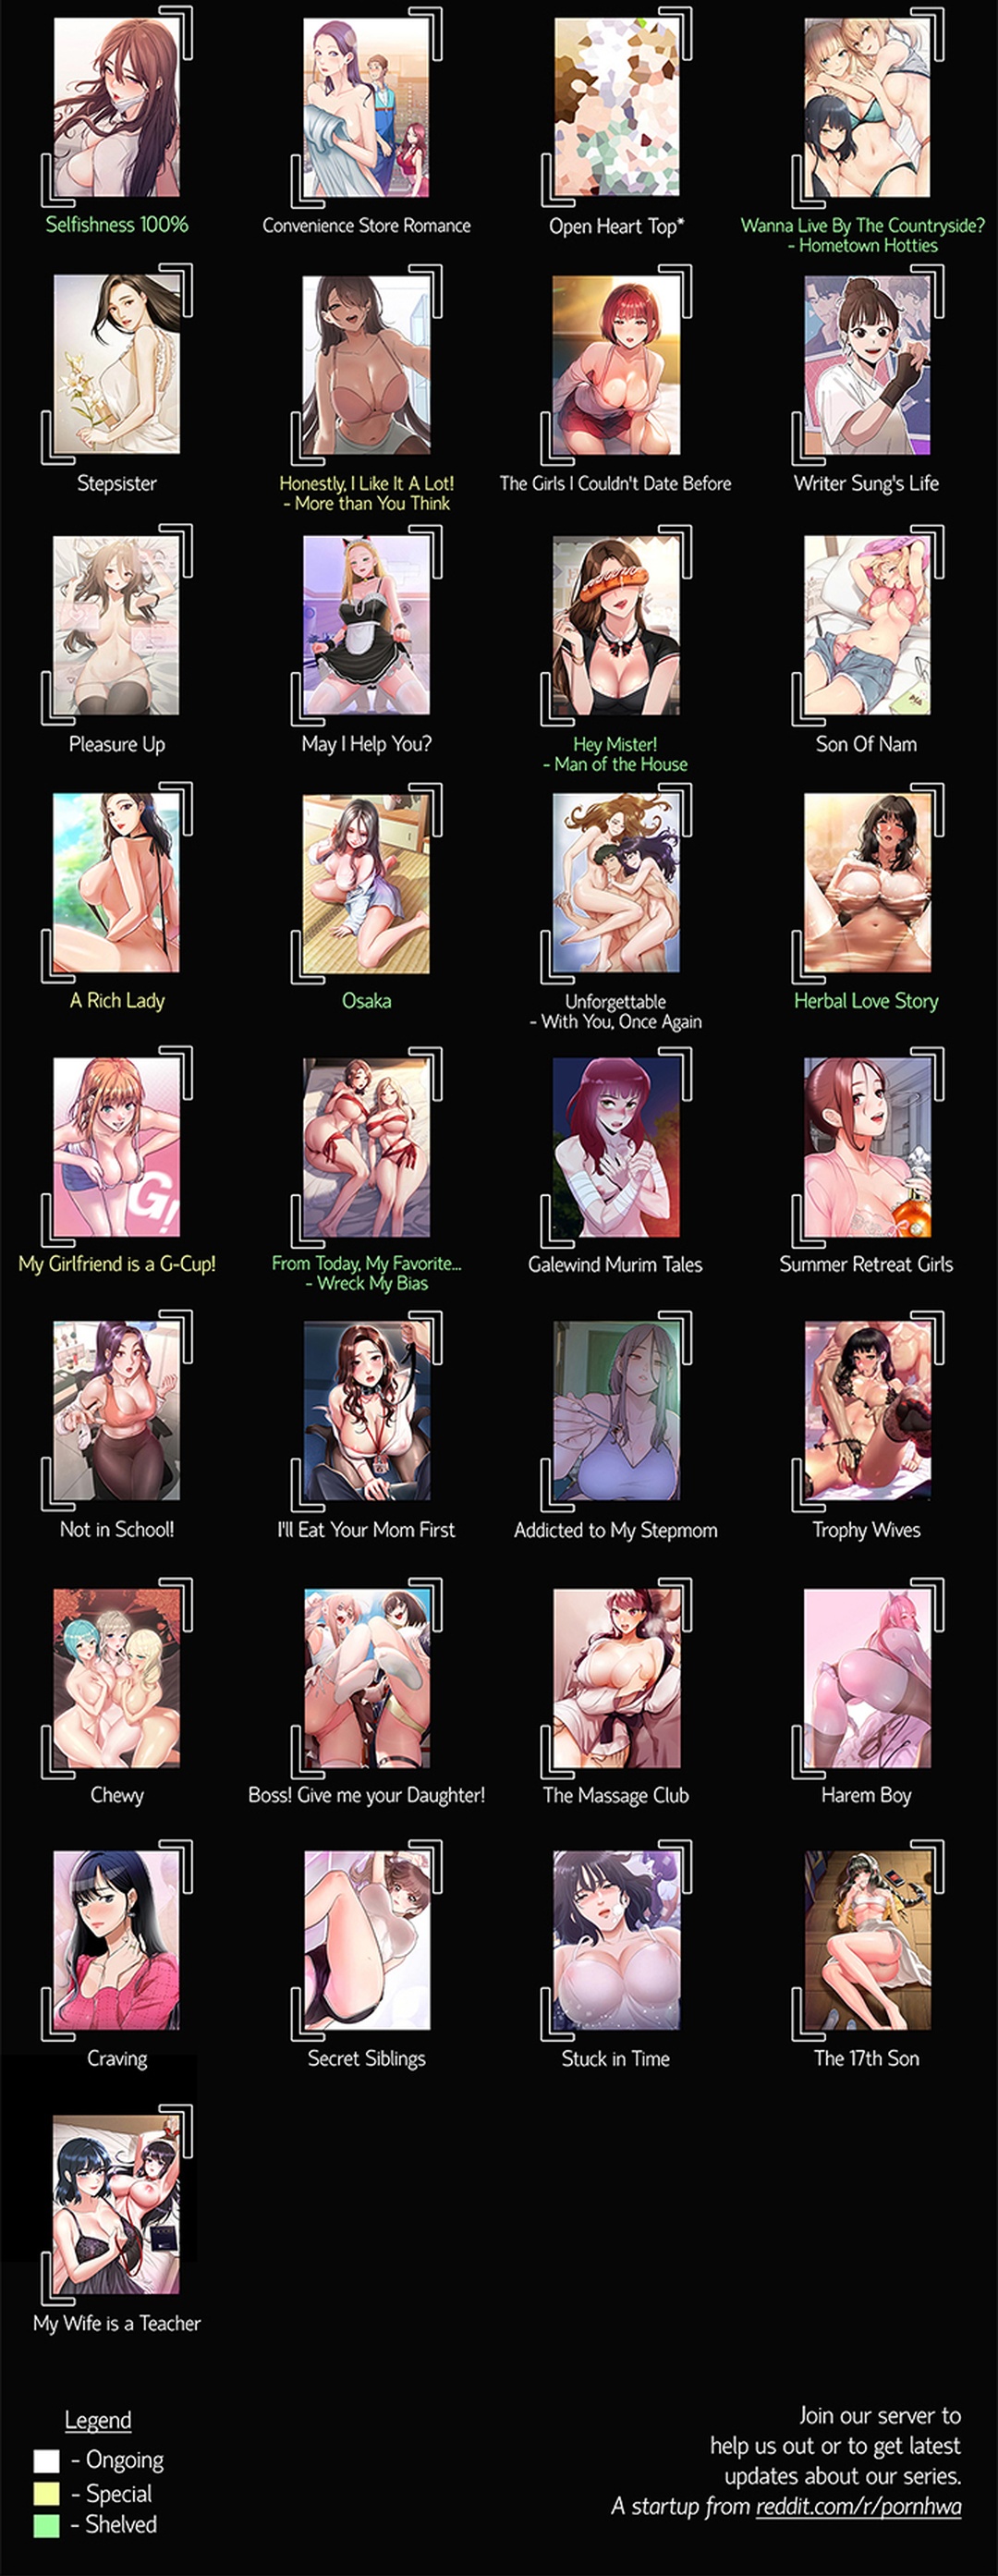 Selfishness 100%
Convenience Store Romance
Open Heart Top*
Wanna Live By The Countryside?
- Hometown Hotties
Stepsister
Honestly, I Like It A Lot!
- More than You Think
The Girls I Couldn't Date Before
Writer Sung's Life
Pleasure Up
May I Help You?
Hey Mister!
- Man of the House
Son Of Nam
A Rich Lady
Osaka
Unforgettable
- With You, Once Again
Herbal Love Story
G!
My Girlfriend is a G-Cup!
From Today, My Favorite...
- Wreck My Bias
Galewind Murim Tales
Summer Retreat Girls
Not in School!
I'll Eat Your Mom First
Addicted to My Stepmom
Trophy Wives
Chewy
Boss! Give me your Daughter!
The Massage Club
Harem Boy
Craving
Secret Siblings
Stuck in Time
The 17th Son
My Wife is a Teacher
Legend
- Ongoing
- Special
- Shelved
Join our server to
help us out or to get latest
updates about our series.
A startup from reddit.com/r/pornhwa